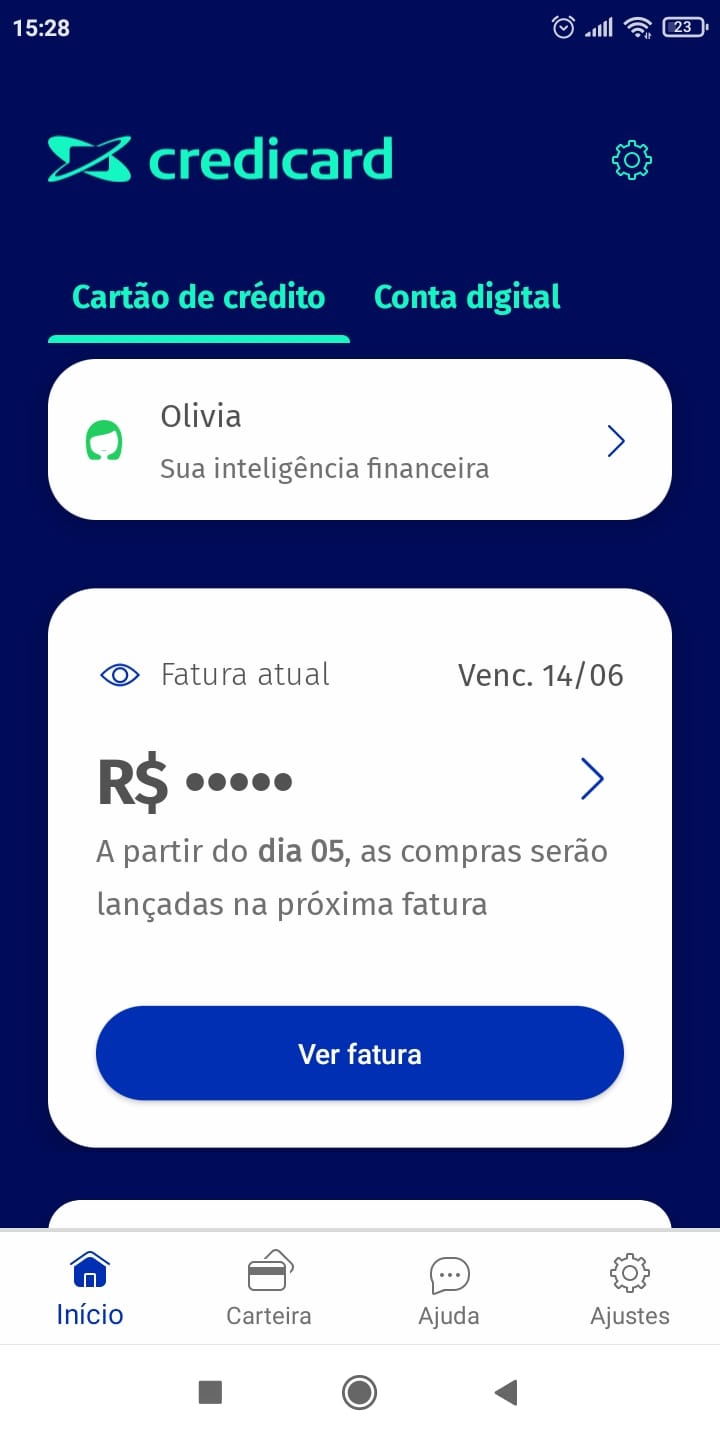 15:28
23
credicard
Cartão de crédito Conta digital
Olivia
Sua inteligência financeira
Fatura atual Venc. 14/06
R$ •••••
A partir do dia 05, as compras serão
lançadas na próxima fatura
Ver fatura
Início Carteira Ajuda Ajustes